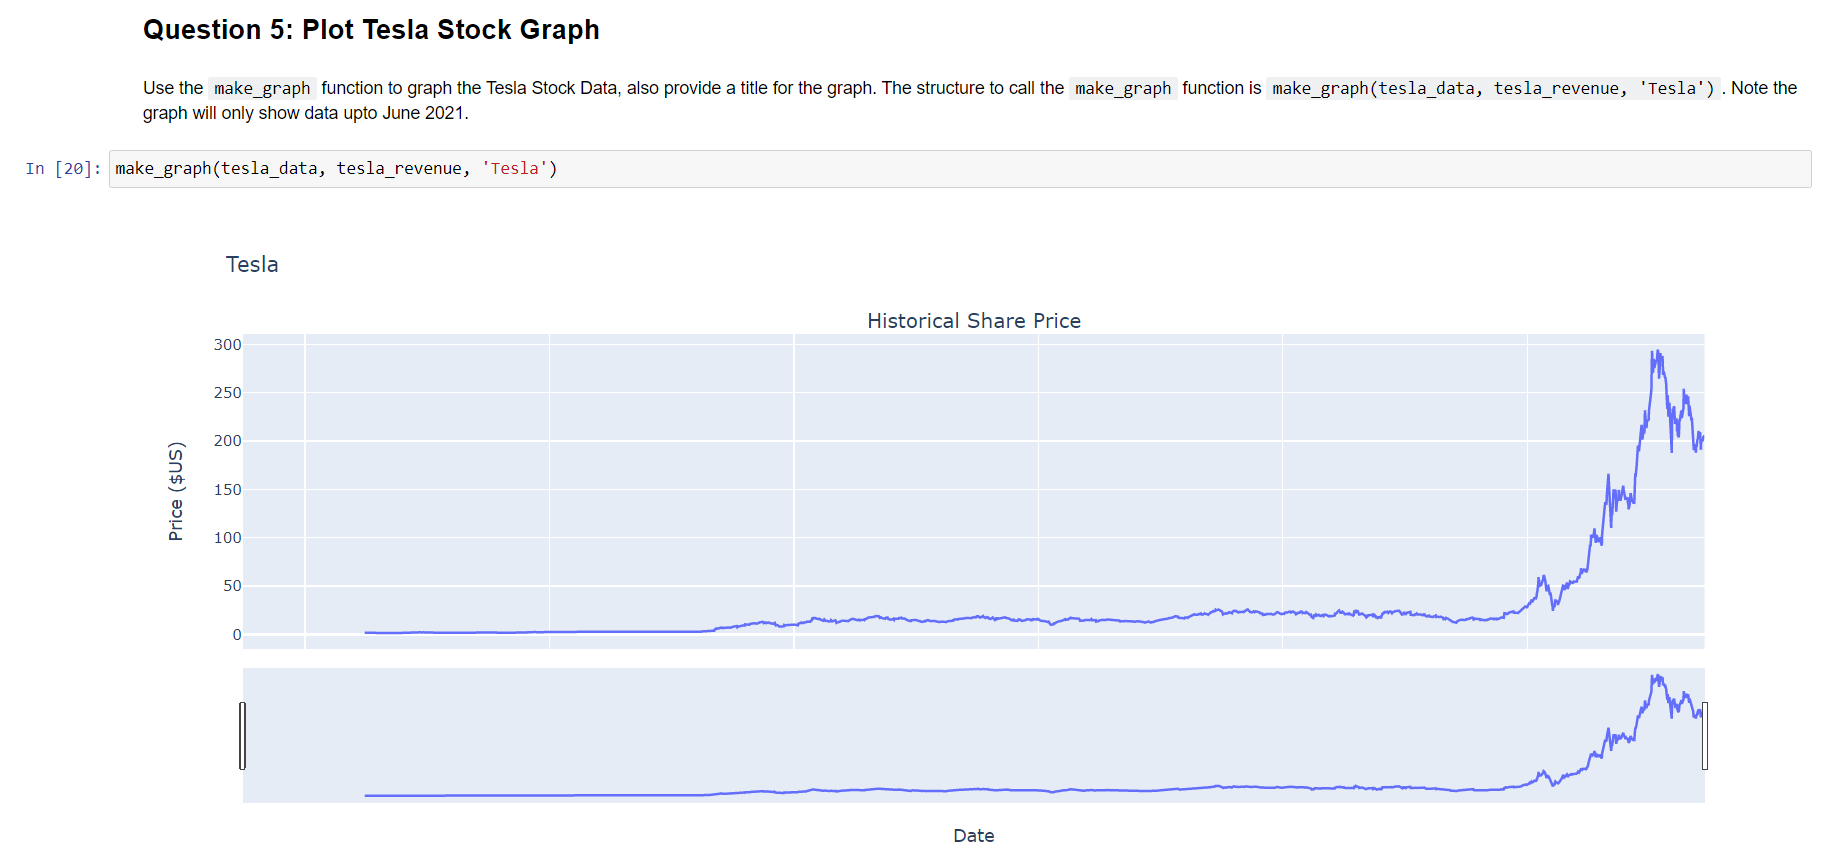 Question 5: Plot Tesla Stock Graph
Use the make_graph function to graph the Tesla Stock Data, also provide a title for the graph. The structure to call the make_graph function is make_graph(tesla_data, tesla_revenue, 'Tesla') . Note the
graph will only show data upto June 2021.
In [20]: make_graph(tesla_data, tesla_revenue, 'Tesla')
Tesla
Historical Share Price
300
250
200
150
100
50
0
Price ($US)
Date